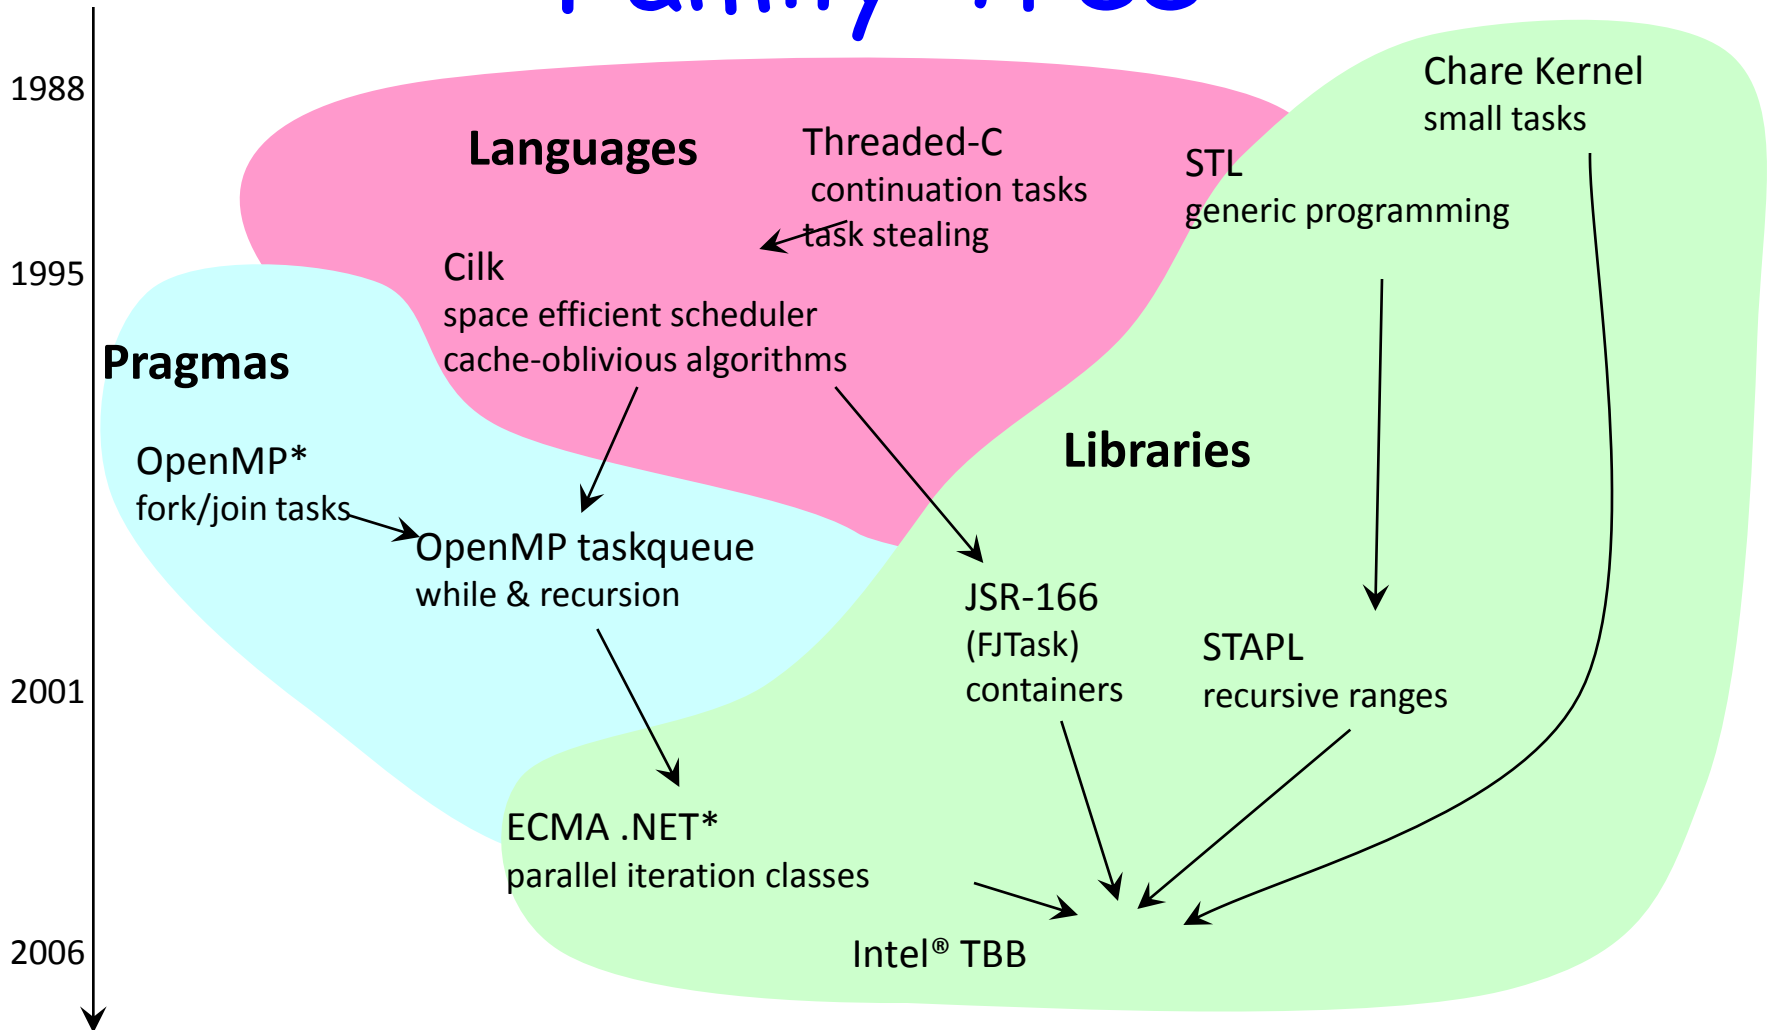 Family Tree
1988
Chare Kernel
small tasks
Languages
Threaded-C
continuation tasks
task stealing
STL
generic programming
1995
Cilk
space efficient scheduler
cache-oblivious algorithms
Pragmas
OpenMP*
fork/join tasks
Libraries
OpenMP taskqueue
while & recursion
JSR-166
(FJTask)
containers
STAPL
recursive ranges
2001
ECMA .NET*
parallel iteration classes
2006
Intel® TBB